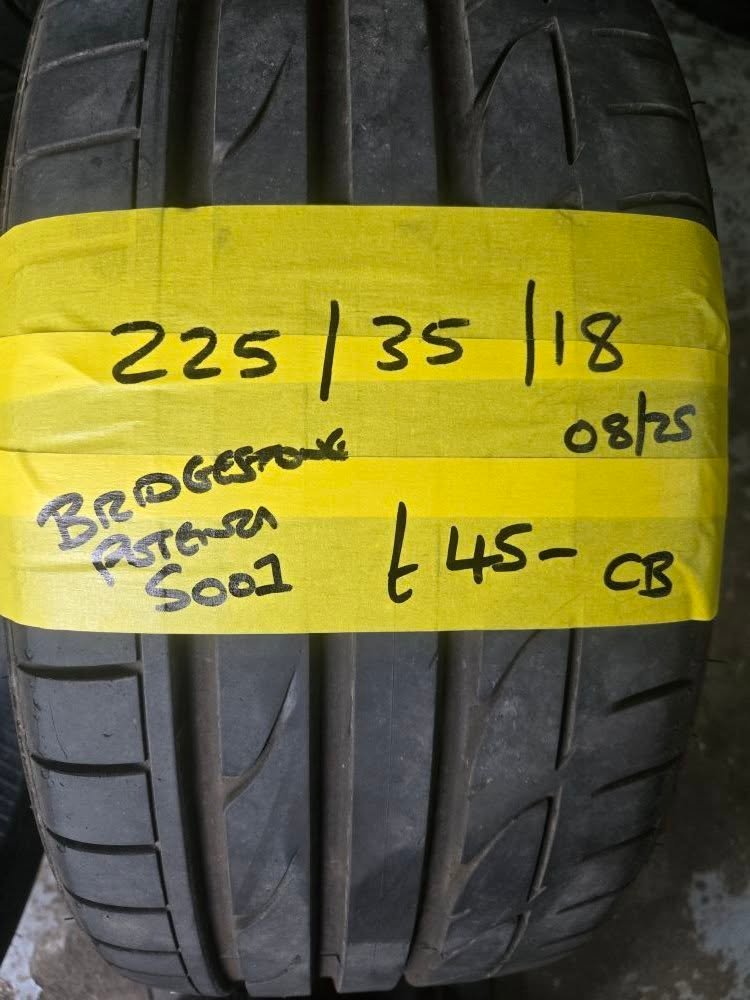 225/35/18
08/25
BRIDGESTONE
POTENZA
S001
£45-
CB